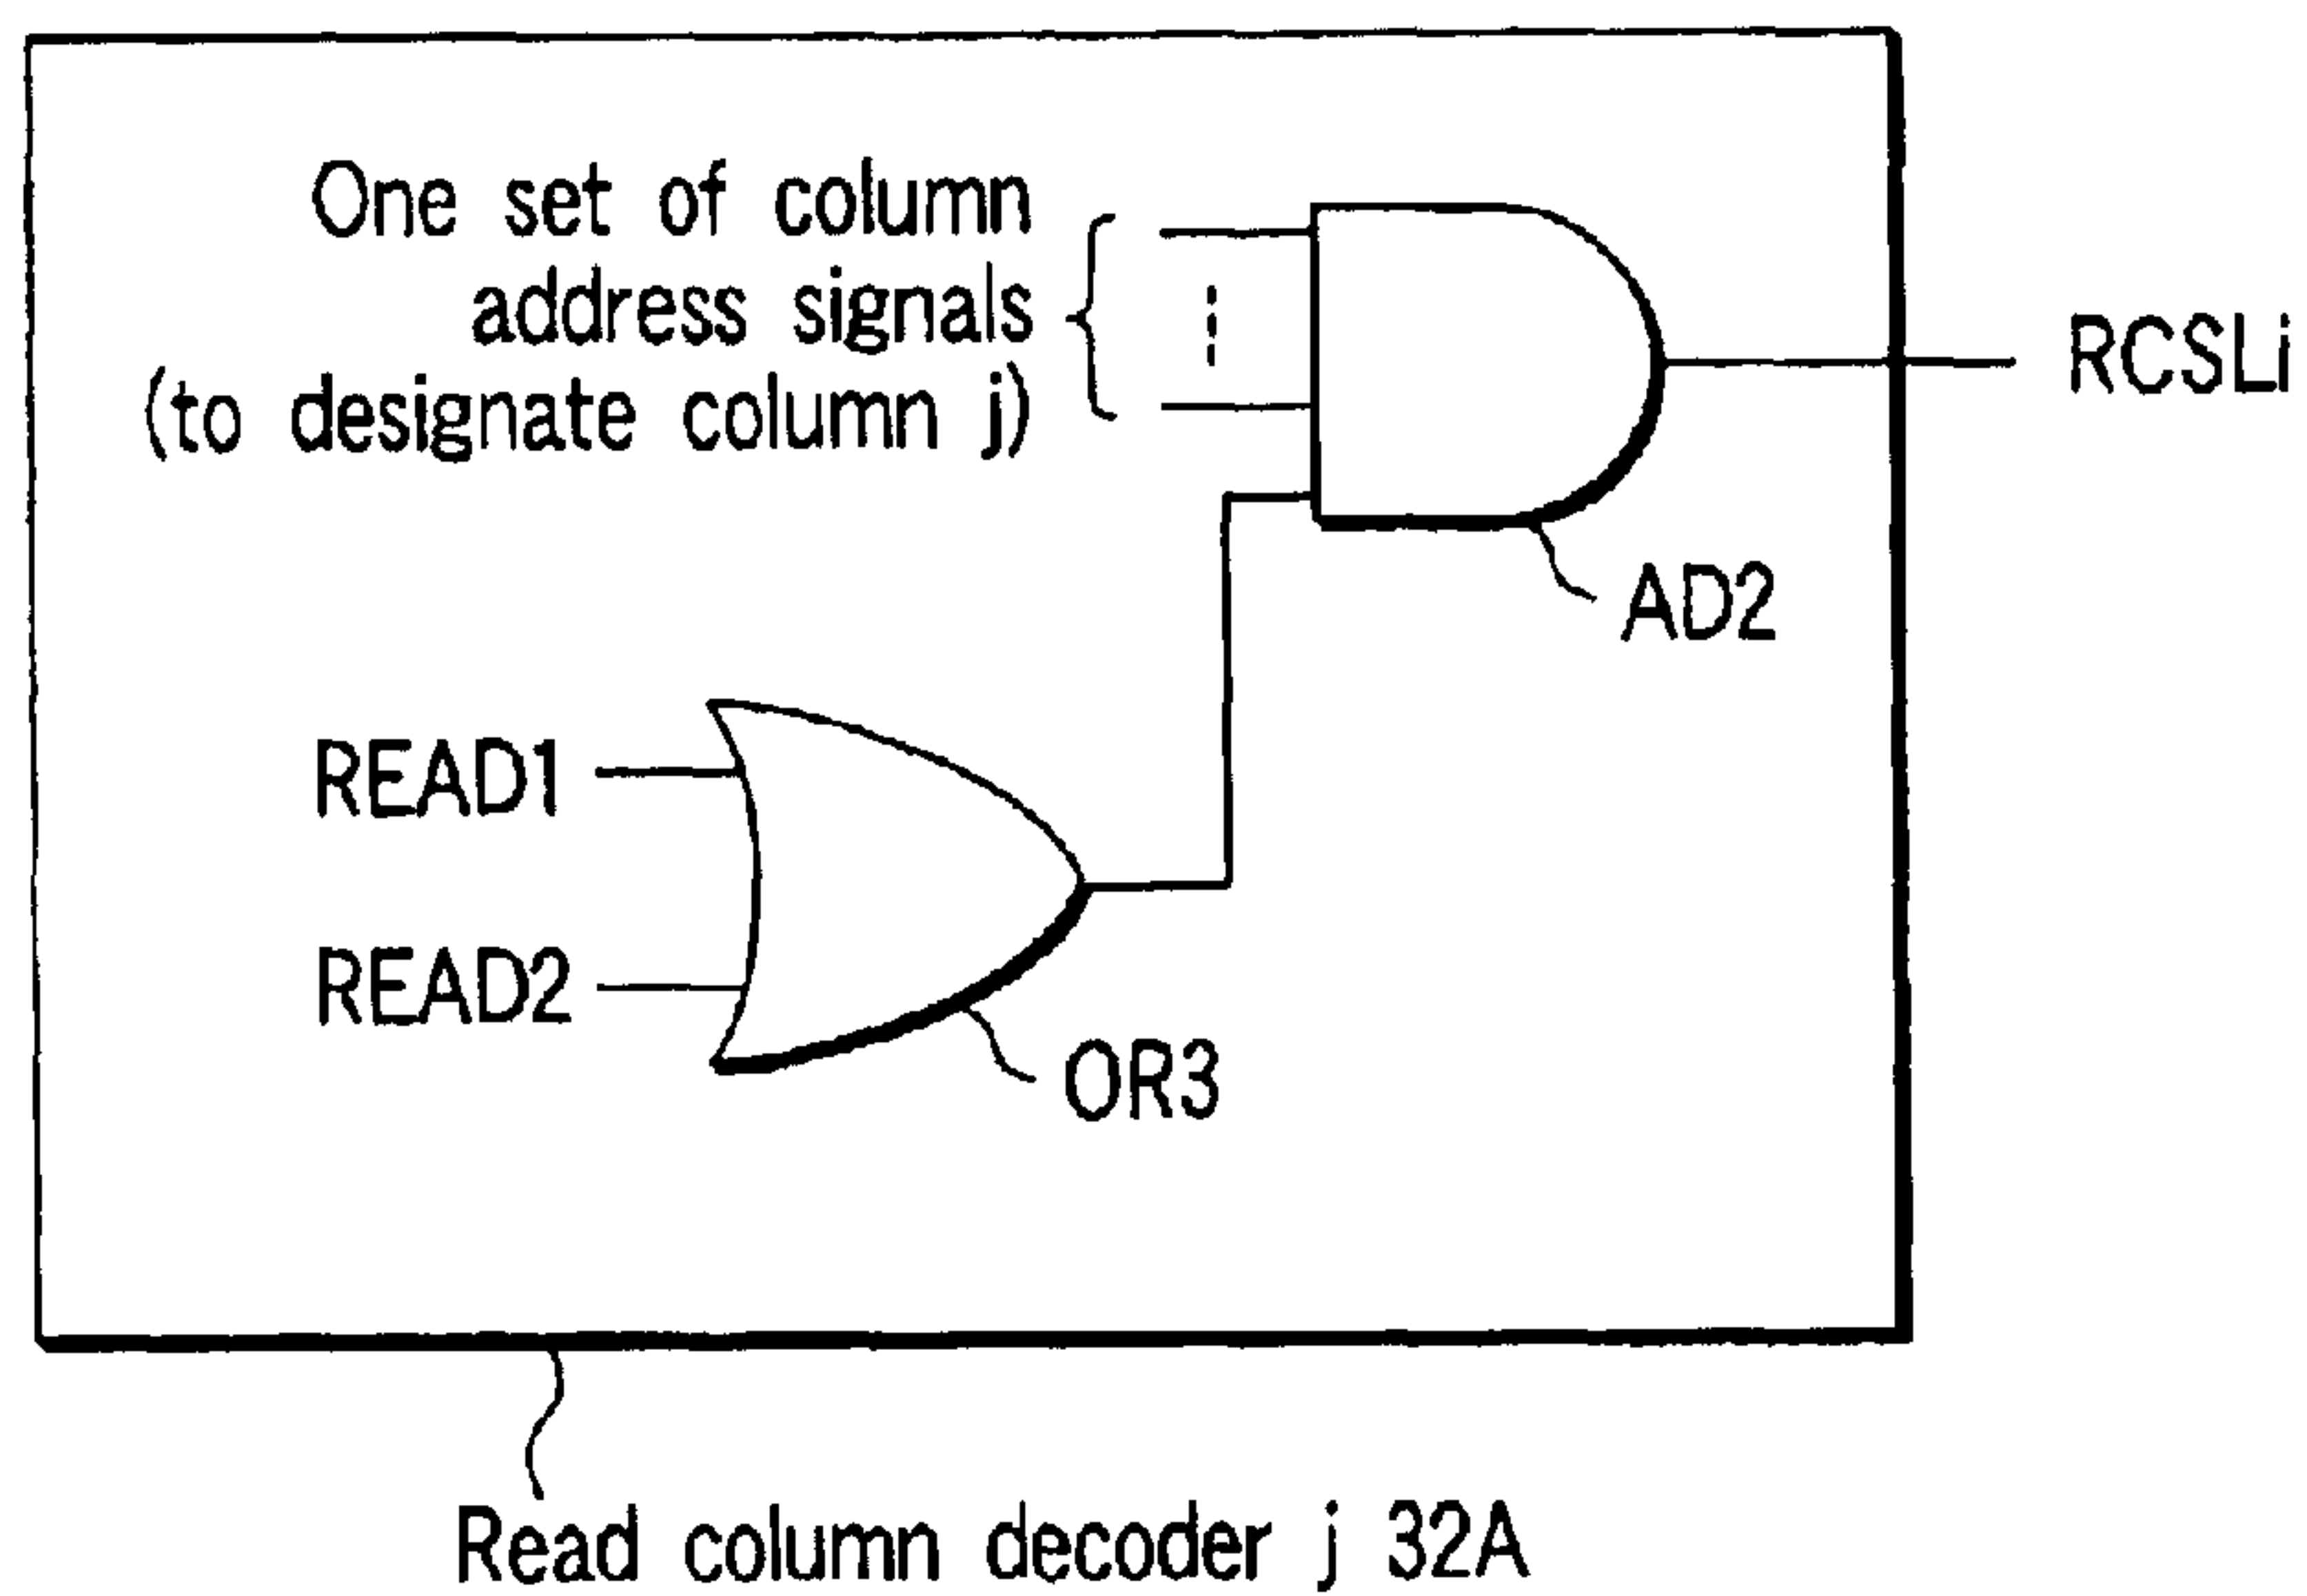 One set of column
address signals
(to designate column j)
RCSLi
AD2
READ1
READ2
OR3
Read column decoder j 32A